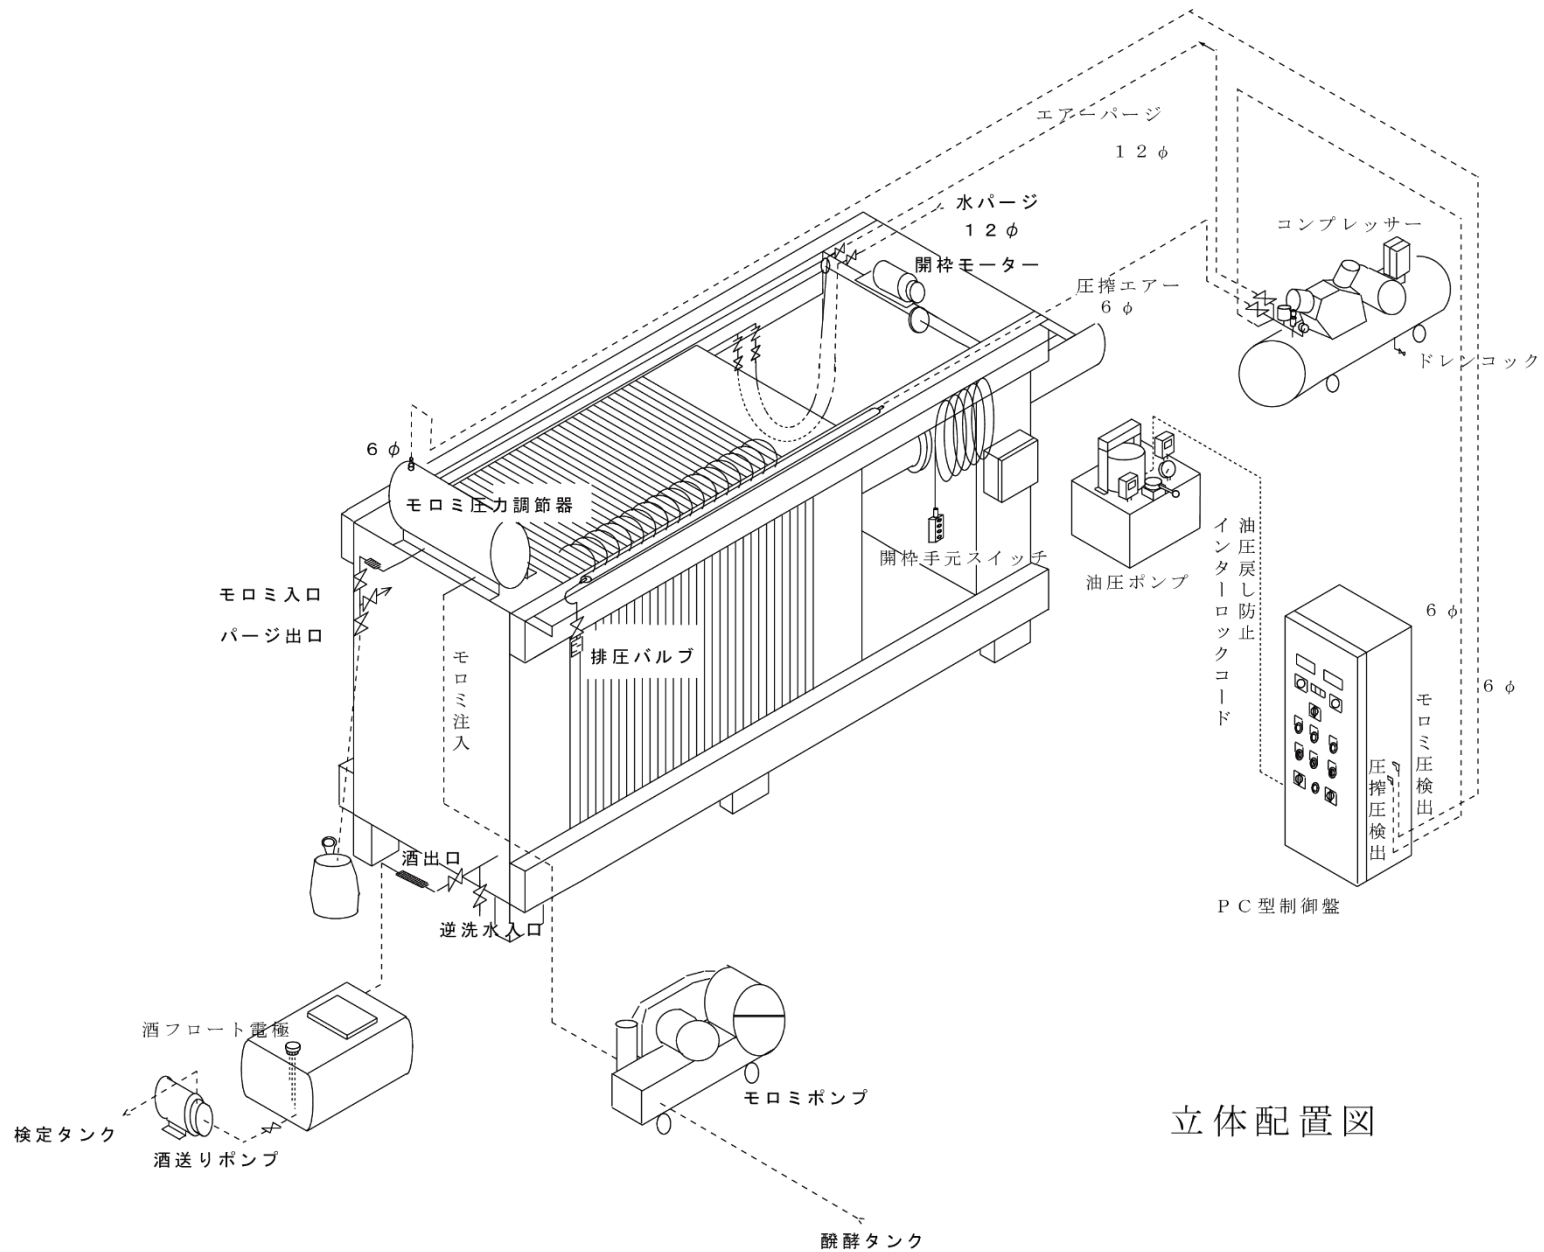 エアーパージ
１２φ
水パージ
１２φ
開枠モーター
圧搾エアー
６φ
コンプレッサー
ドレンコック
６φ
モロミ圧力調節器
開枠手元スイッチ
油圧ポンプ
油圧戻し防止
インターロックコード
モロミ入口
パージ出口
排圧バルブ
モロミ注入
６φ
６φ
モロミ圧検出
圧搾圧検出
ＰＣ型制御盤
酒出口
逆洗水入口
酒フロート電極
検定タンク
酒送りポンプ
モロミポンプ
醗酵タンク
立体配置図